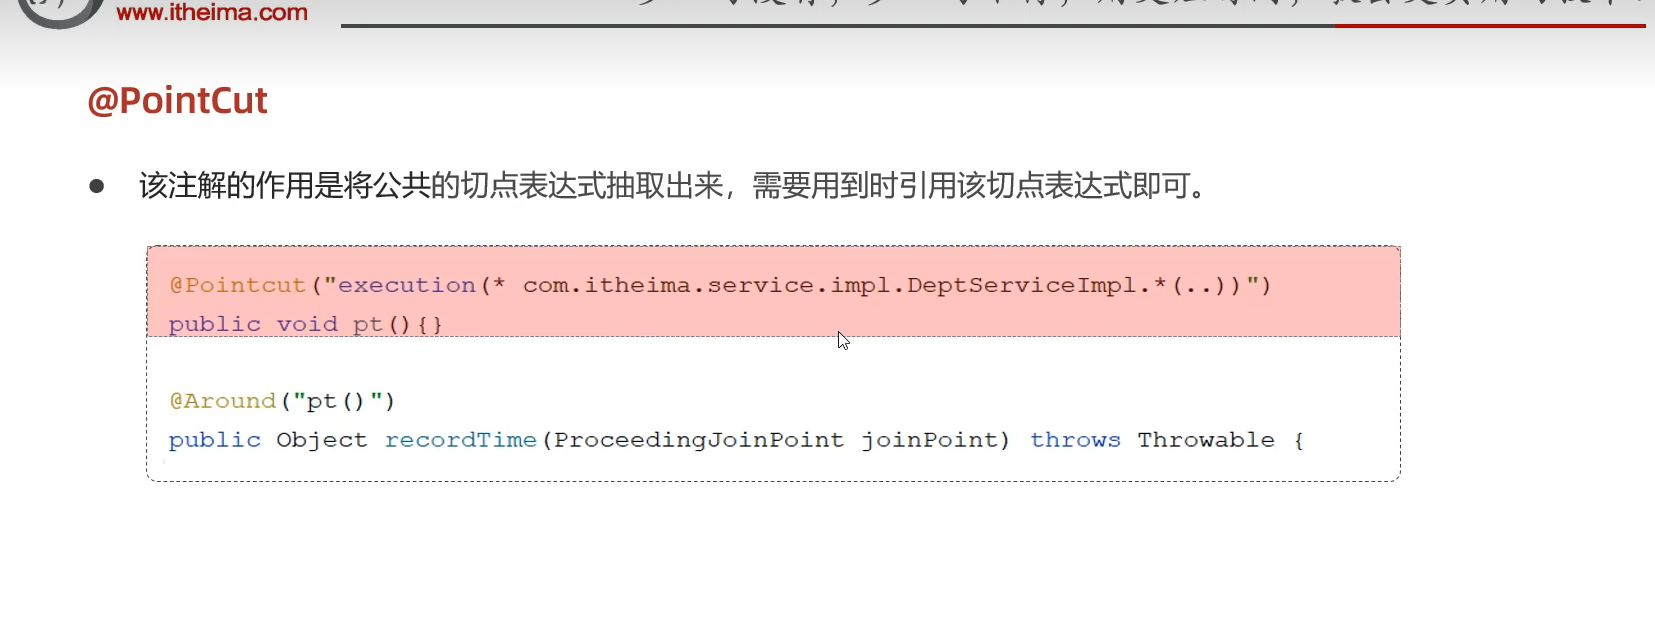 www.itheima.com
@PointCut
● 该注解的作用是将公共的切点表达式抽取出来，需要用到时引用该切点表达式即可。
@Pointcut("execution(* com.itheima.service.impl.DeptServiceImpl.*(..))")
public void pt(){}
@Around("pt()")
public Object recordTime(ProceedingJoinPoint joinPoint) throws Throwable {